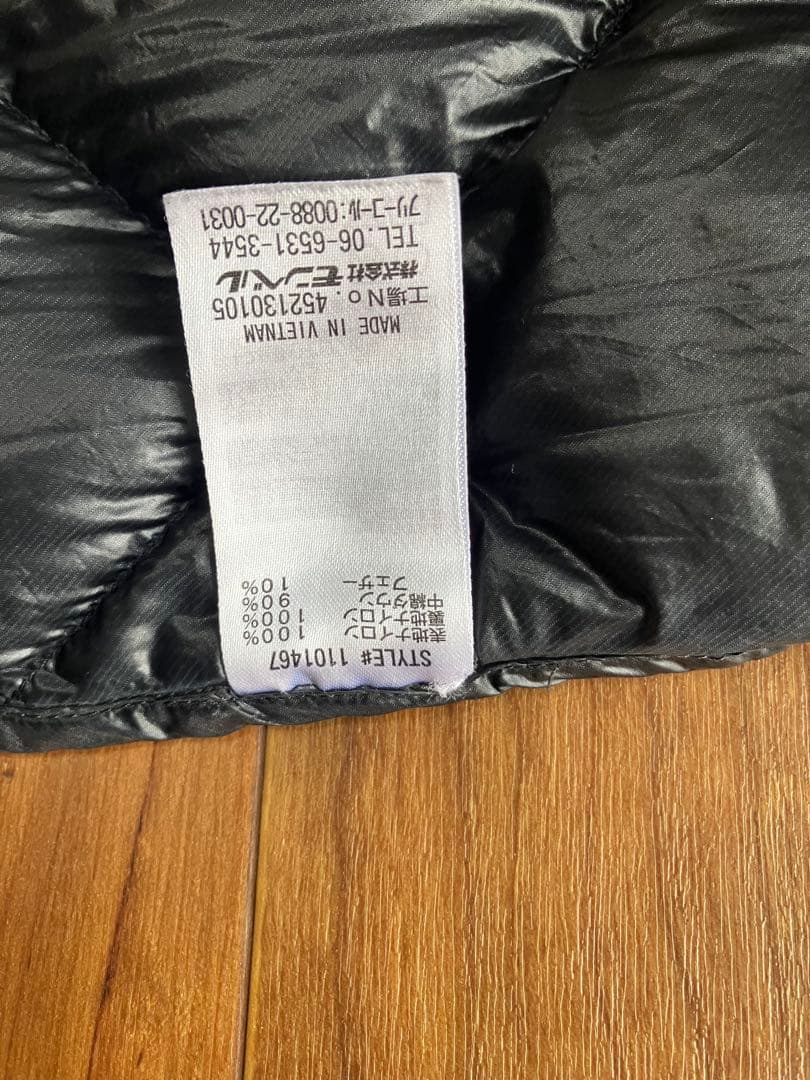 STYLE# 1101467
表地ナイロン 100%
裏地ナイロン 100%
中綿ダウン 90%
フェザー 10%
MADE IN VIETNAM
工場No. 452130105
株式会社モンベル
TEL. 06-6531-3544
フリーコール:0088-22-0031